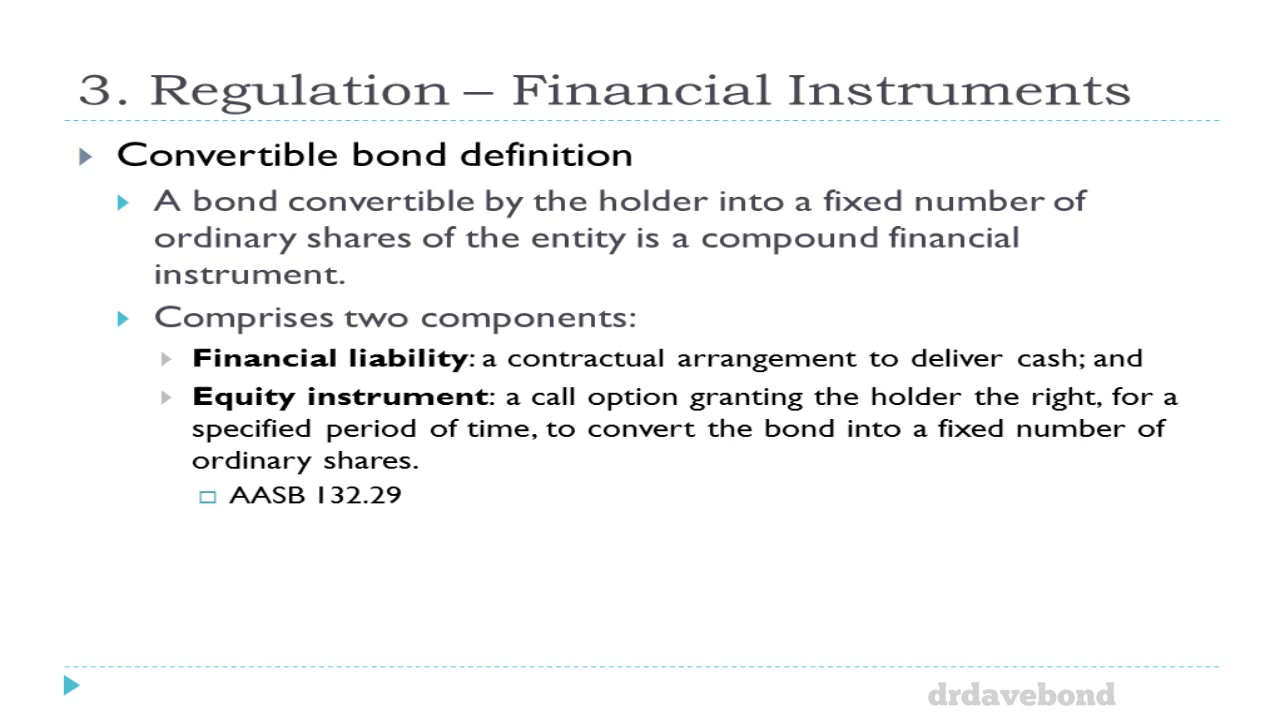 3. Regulation – Financial Instruments
Convertible bond definition
A bond convertible by the holder into a fixed number of
ordinary shares of the entity is a compound financial
instrument.
Comprises two components:
Financial liability: a contractual arrangement to deliver cash; and
Equity instrument: a call option granting the holder the right, for a
specified period of time, to convert the bond into a fixed number of
ordinary shares.
AASB 132.29
drdavebond